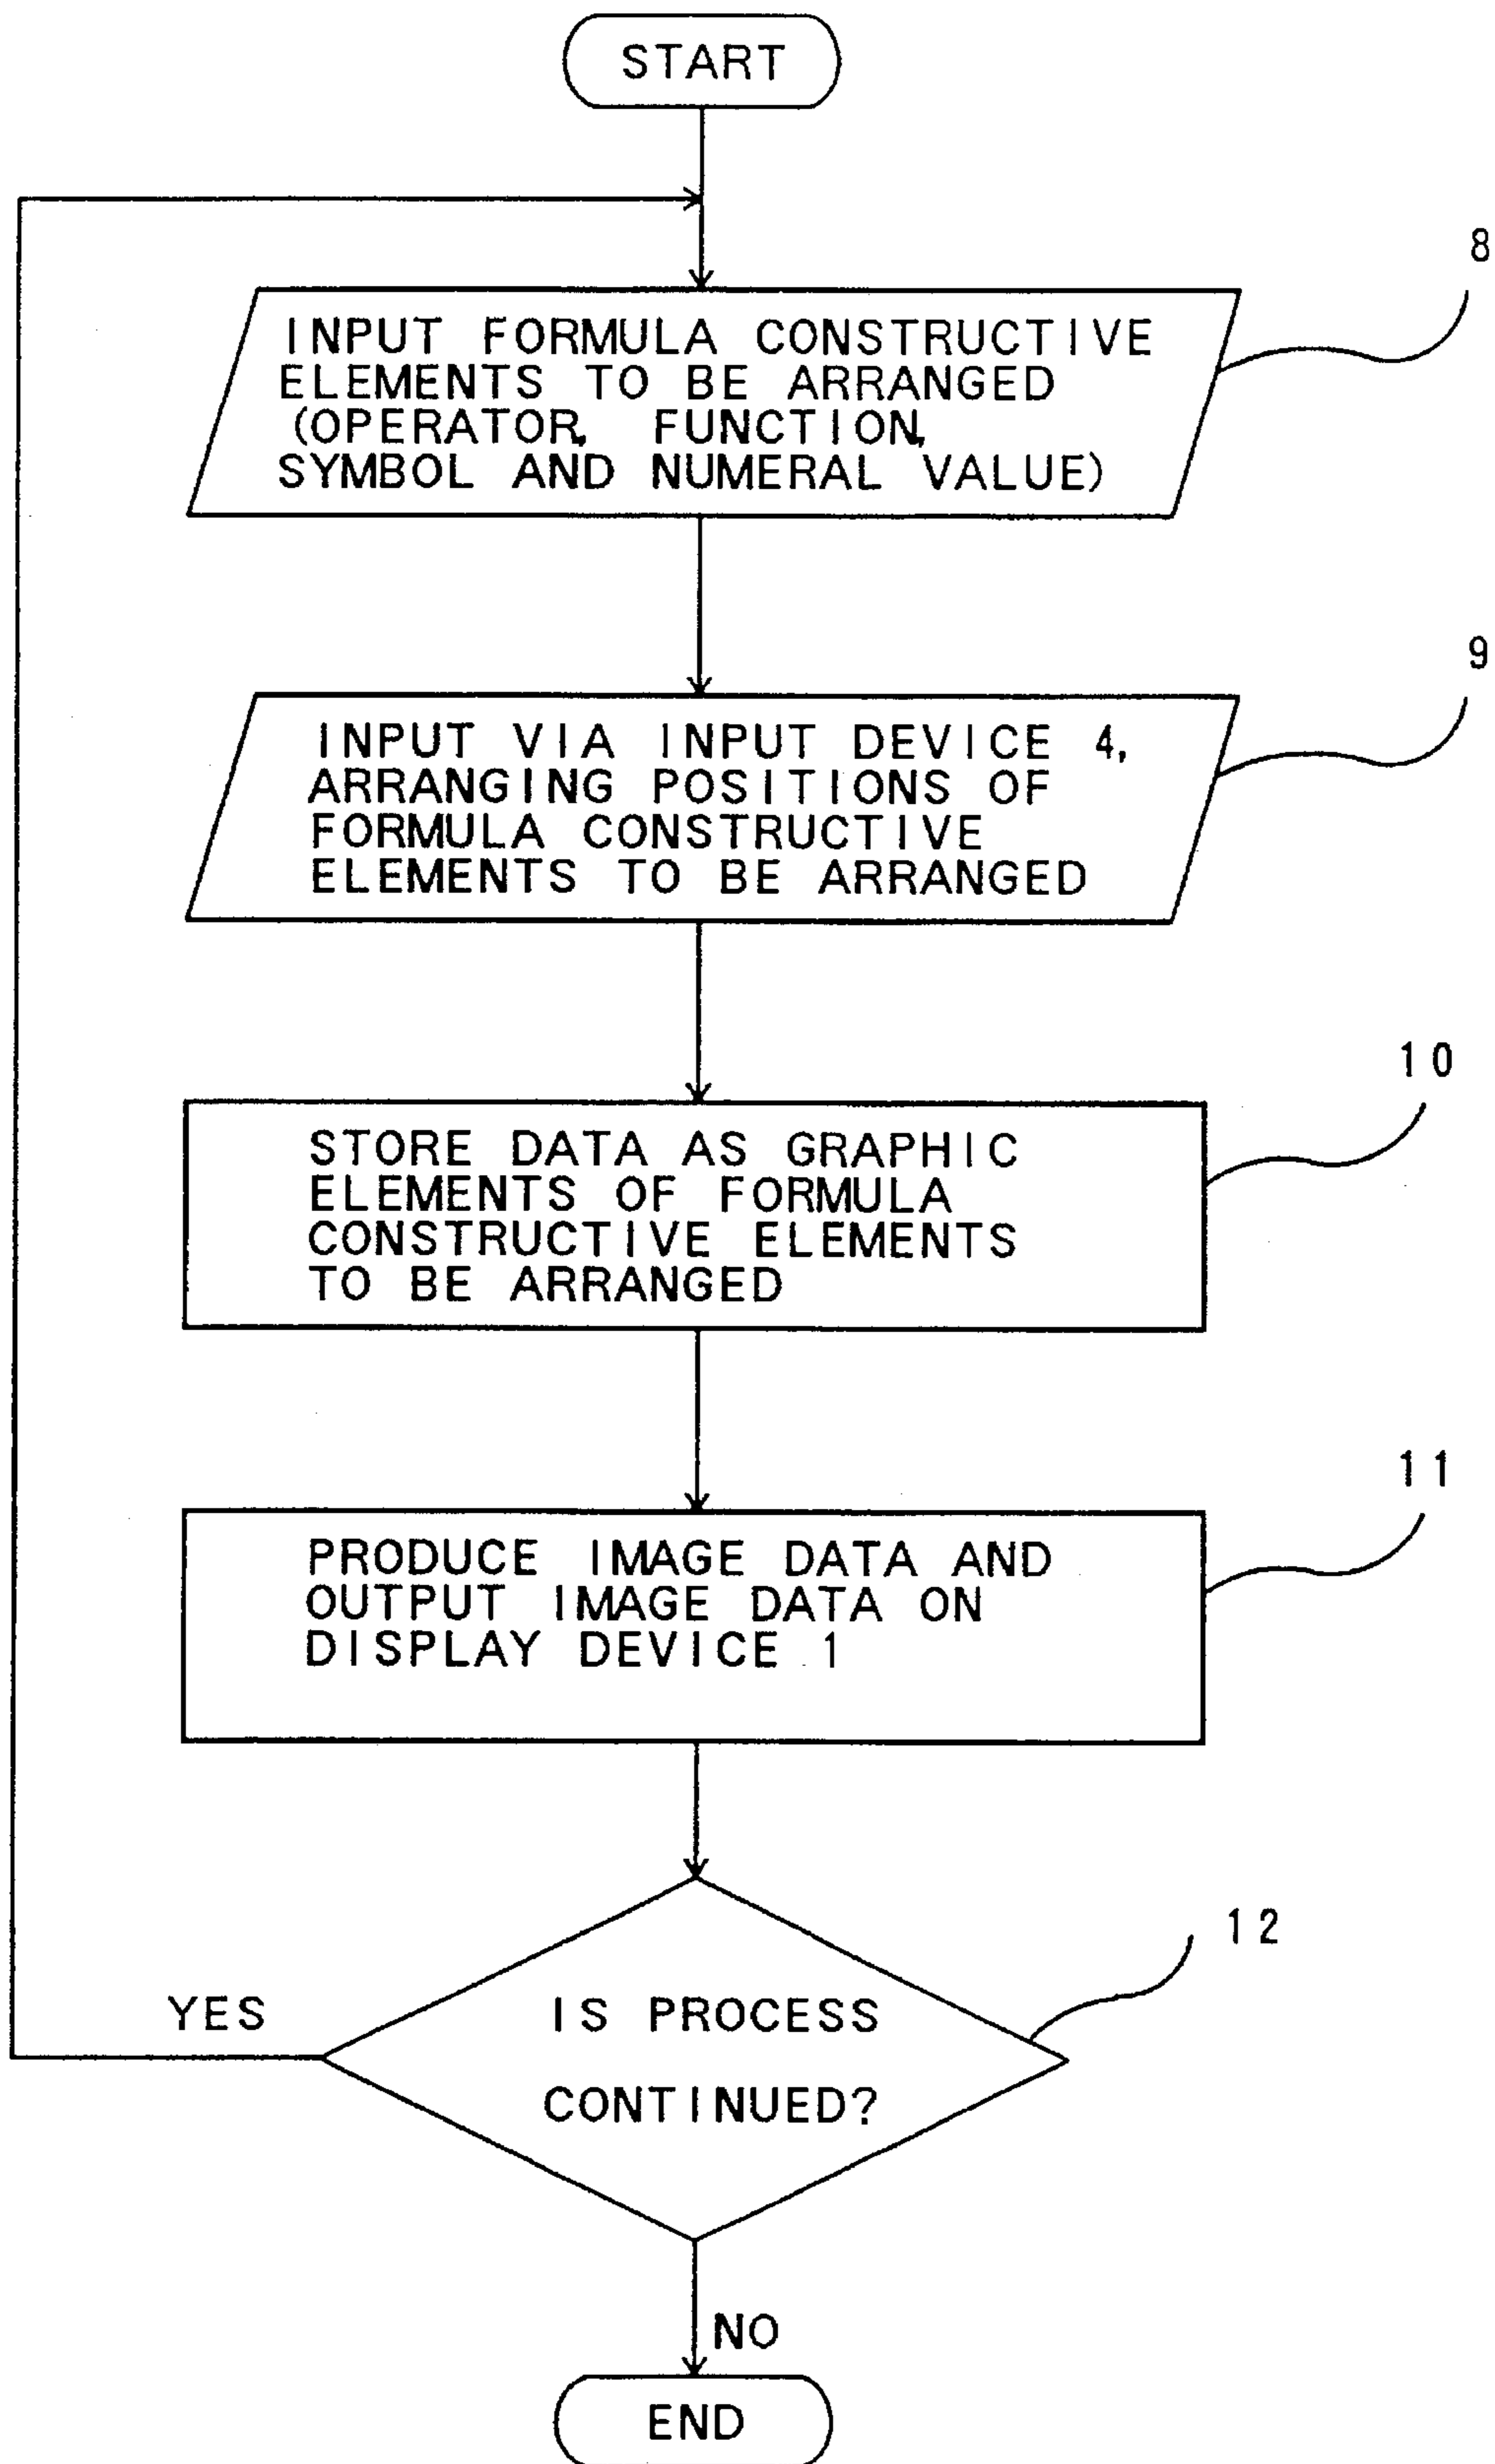 START
8
INPUT FORMULA CONSTRUCTIVE
ELEMENTS TO BE ARRANGED
(OPERATOR, FUNCTION,
SYMBOL AND NUMERAL VALUE)
9
INPUT VIA INPUT DEVICE 4,
ARRANGING POSITIONS OF
FORMULA CONSTRUCTIVE
ELEMENTS TO BE ARRANGED
10
STORE DATA AS GRAPHIC
ELEMENTS OF FORMULA
CONSTRUCTIVE ELEMENTS
TO BE ARRANGED
11
PRODUCE IMAGE DATA AND
OUTPUT IMAGE DATA ON
DISPLAY DEVICE 1
12
YES
IS PROCESS
CONTINUED?
NO
END